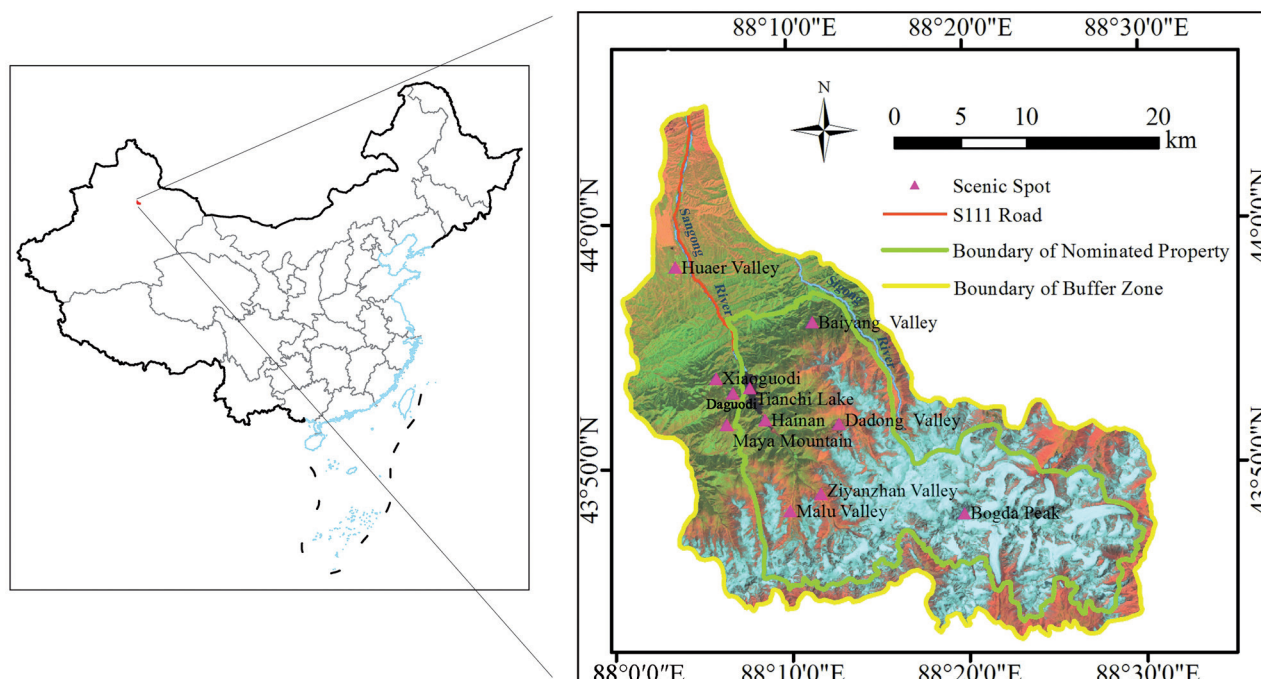 88°10'0"E
88°20'0"E
88°30'0"E
N
0
5
10
20
km
Scenic Spot
S111 Road
Boundary of Nominated Property
Boundary of Buffer Zone
44°0'0"N
44°0'0"N
Sangong
River
Huaer Valley
Sigong
River
Baiyang Valley
Xiaoguodi
Daguodi
Tianchi Lake
Hainan
Dadong Valley
Maya Mountain
43°50'0"N
43°50'0"N
Ziyanzhan Valley
Malu Valley
Bogda Peak
88°0'0"E
88°10'0"E
88°20'0"E
88°30'0"E